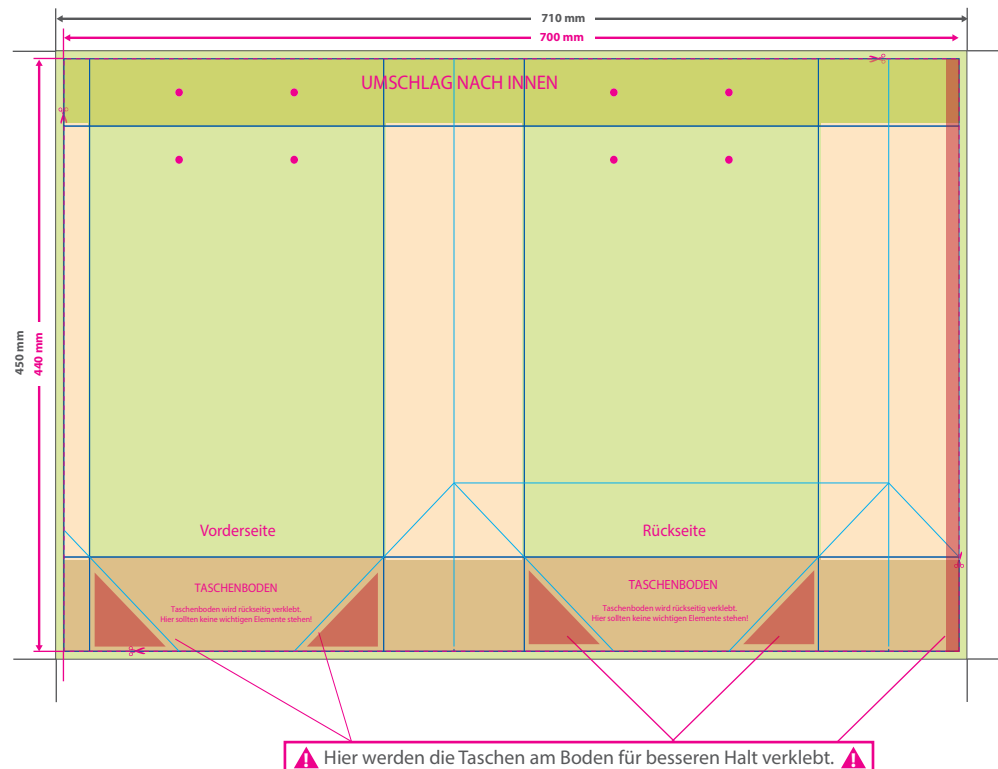 710 mm
700 mm
UMSCHLAG NACH INNEN
450 mm
440 mm
Vorderseite
Rückseite
TASCHENBODEN
Taschenboden wird rückseitig verklebt.
Hier sollten keine wichtigen Elemente stehen!
TASCHENBODEN
Taschenboden wird rückseitig verklebt.
Hier sollten keine wichtigen Elemente stehen!
Hier werden die Taschen am Boden für besseren Halt verklebt.